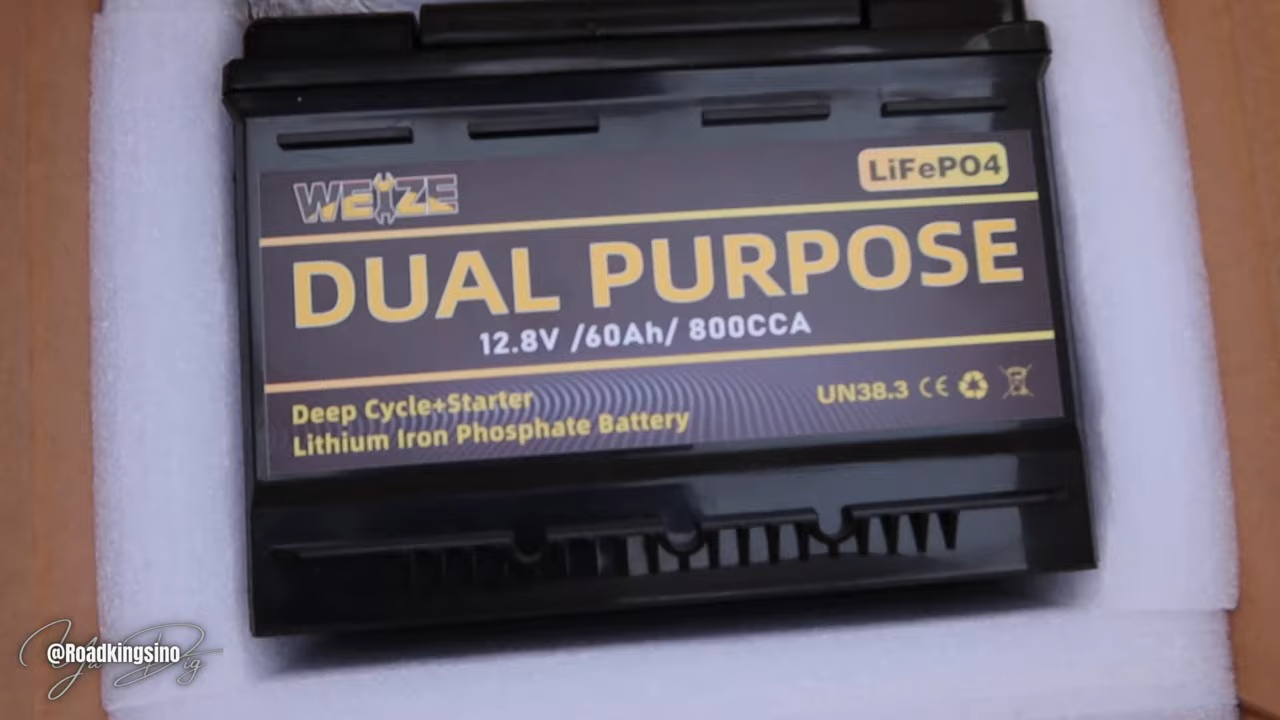 WEIZE
LiFePO4
DUAL PURPOSE
12.8V /60Ah/ 800CCA
Deep Cycle+Starter
Lithium Iron Phosphate Battery
UN38.3 CE
@Roadkingsino